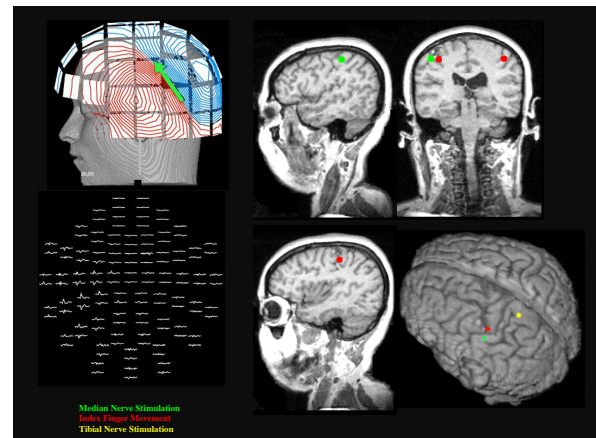 Median Nerve Stimulation
Index Finger Movement
Tibial Nerve Stimulation